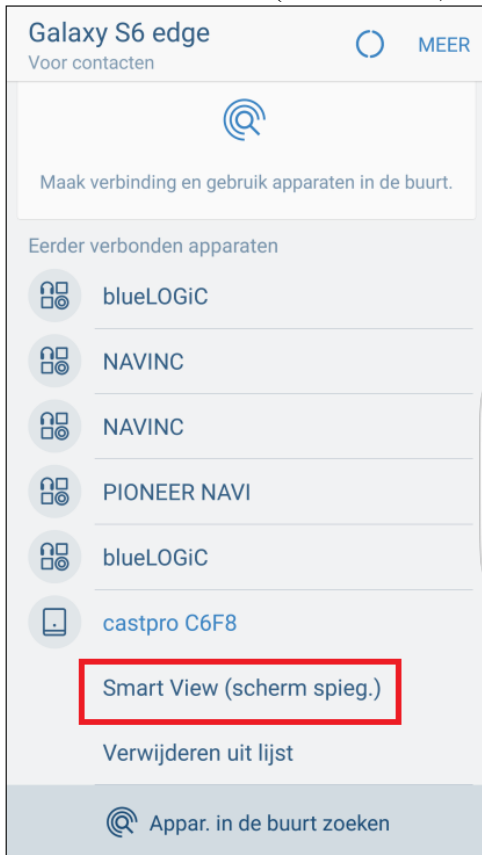 Galaxy S6 edge
MEER
Voor contacten
Maak verbinding en gebruik apparaten in de buurt.
Eerder verbonden apparaten
blueLOGiC
NAVINC
NAVINC
PIONEER NAVI
blueLOGiC
castpro C6F8
Smart View (scherm spieg.)
Verwijderen uit lijst
Appar. in de buurt zoeken